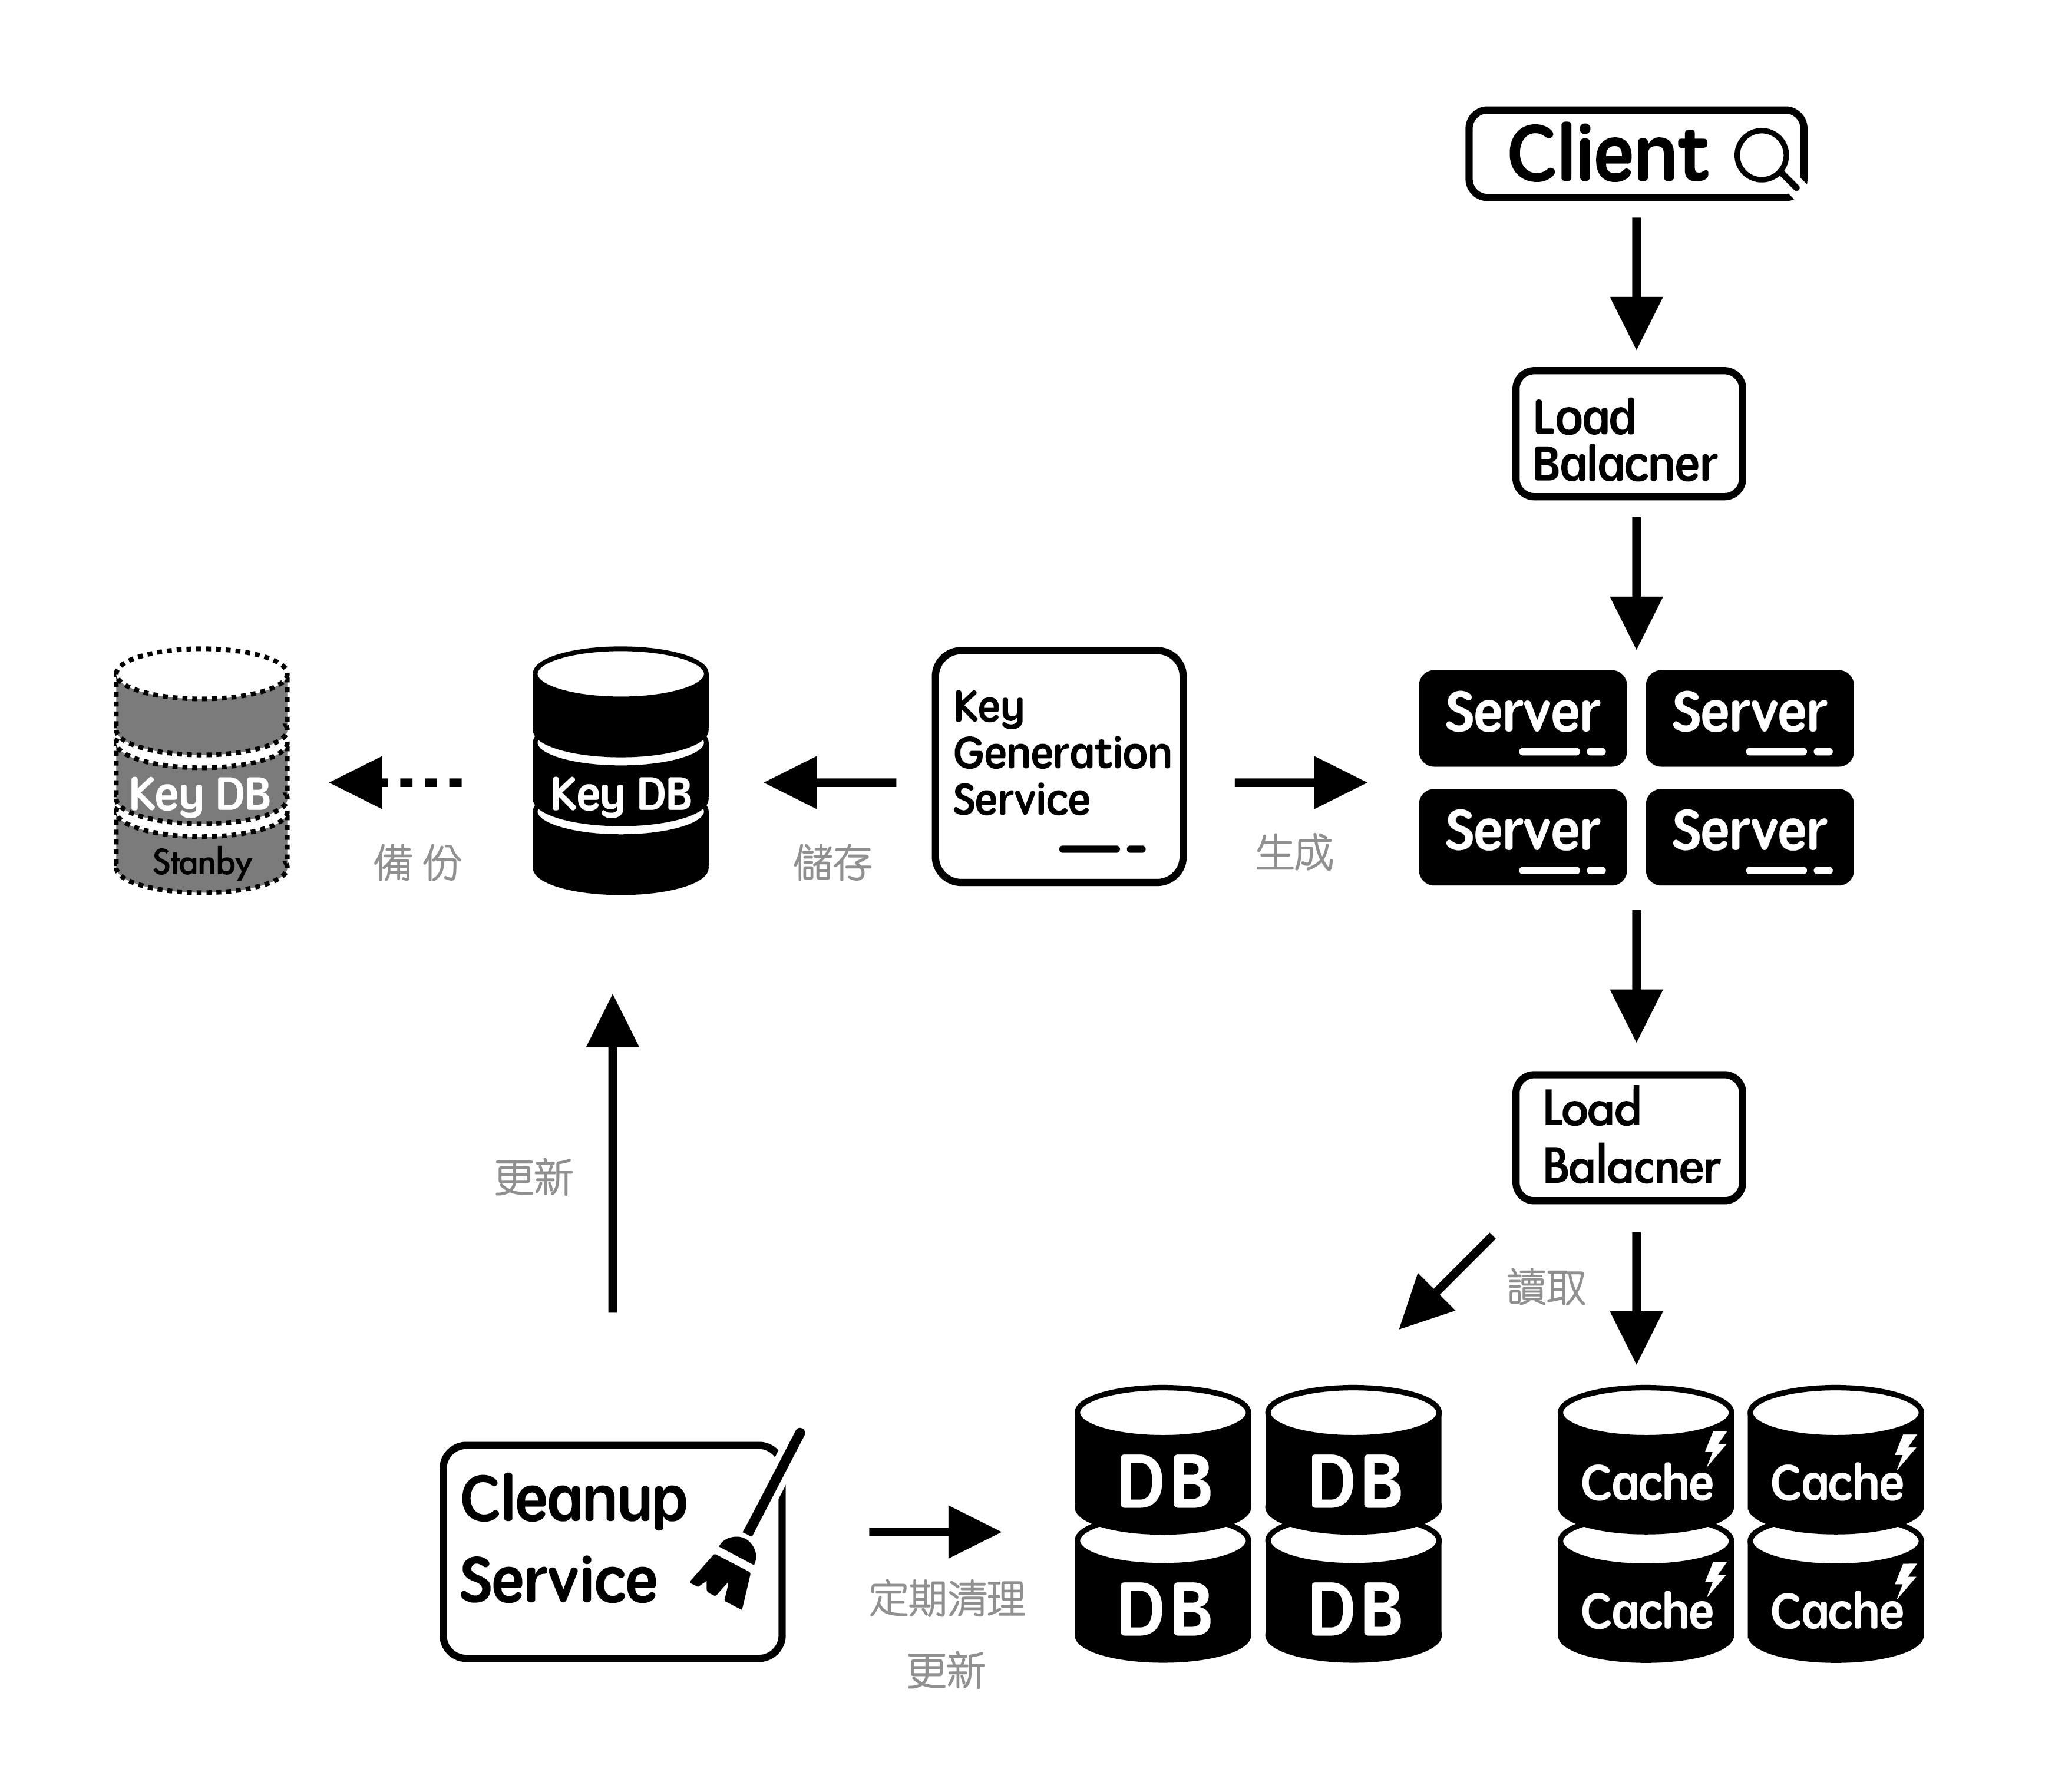 Client
Load
Balacner
Server
Server
Server
Server
Key
Generation
Service
生成
儲存
Key DB
備 份
Key DB
Stanby
Load
Balacner
讀取
更新
Cleanup
Service
定期清理
更新
DB
DB
DB
DB
Cache
Cache
Cache
Cache